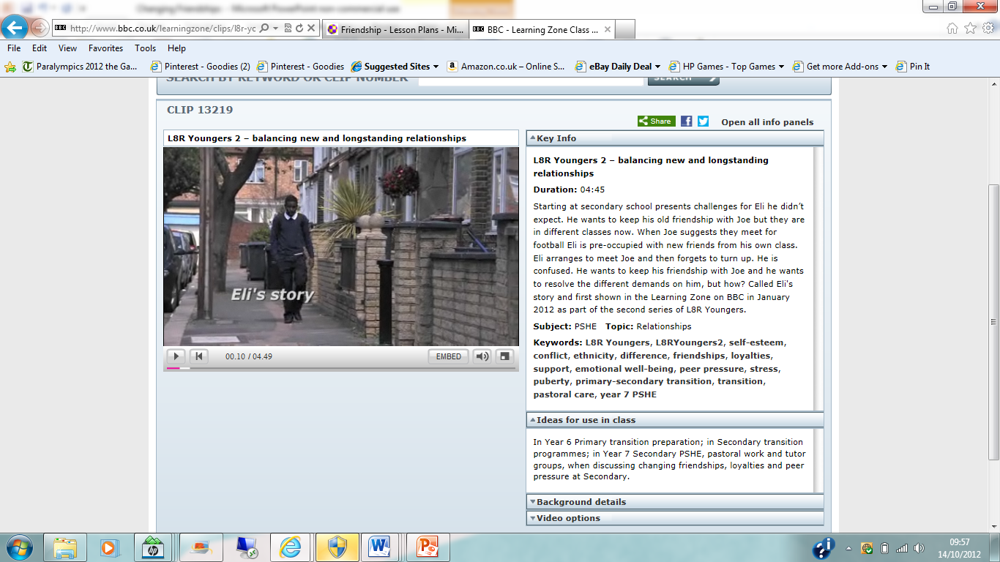 Changing Friendships - Microsoft PowerPoint non-commercial use
http://www.bbc.co.uk/learningzone/clips/l8r-yc
Friendship - Lesson Plans - Mi...
BBC - Learning Zone Class ...
File Edit View Favorites Tools Help
Paralympics 2012 the Ga... Pinterest - Goodies (2) Pinterest - Goodies Suggested Sites Amazon.co.uk – Online S... eBay Daily Deal HP Games - Top Games Get more Add-ons Pin It
SEARCH BY KEYWORD OR CLIP NUMBER SEARCH
CLIP 13219
Share Open all info panels
L8R Youngers 2 – balancing new and longstanding relationships
Eli's story
00.10 / 04.49 EMBED
Key Info
L8R Youngers 2 – balancing new and longstanding
relationships
Duration: 04:45
Starting at secondary school presents challenges for Eli he didn't
expect. He wants to keep his old friendship with Joe but they are
in different classes now. When Joe suggests they meet for
football Eli is pre-occupied with new friends from his own class.
Eli arranges to meet Joe and then forgets to turn up. He is
confused. He wants to keep his friendship with Joe and he wants
to resolve the different demands on him, but how? Called Eli's
story and first shown in the Learning Zone on BBC in January
2012 as part of the second series of L8R Youngers.
Subject: PSHE Topic: Relationships
Keywords: L8R Youngers, L8RYoungers2, self-esteem,
conflict, ethnicity, difference, friendships, loyalties,
support, emotional well-being, peer pressure, stress,
puberty, primary-secondary transition, transition,
pastoral care, year 7 PSHE
Ideas for use in class
In Year 6 Primary transition preparation; in Secondary transition
programmes; in Year 7 Secondary PSHE, pastoral work and tutor
groups, when discussing changing friendships, loyalties and peer
pressure at Secondary.
Background details
Video options
09:57
14/10/2012